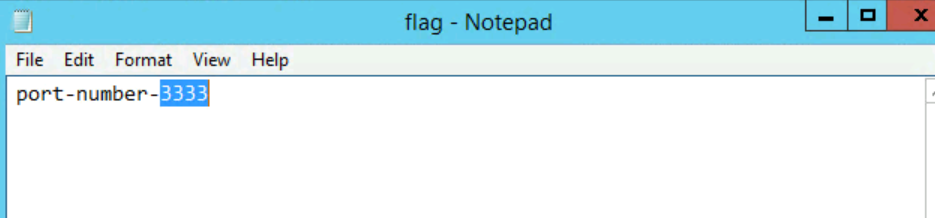 flag - Notepad
File Edit Format View Help
port-number-3333